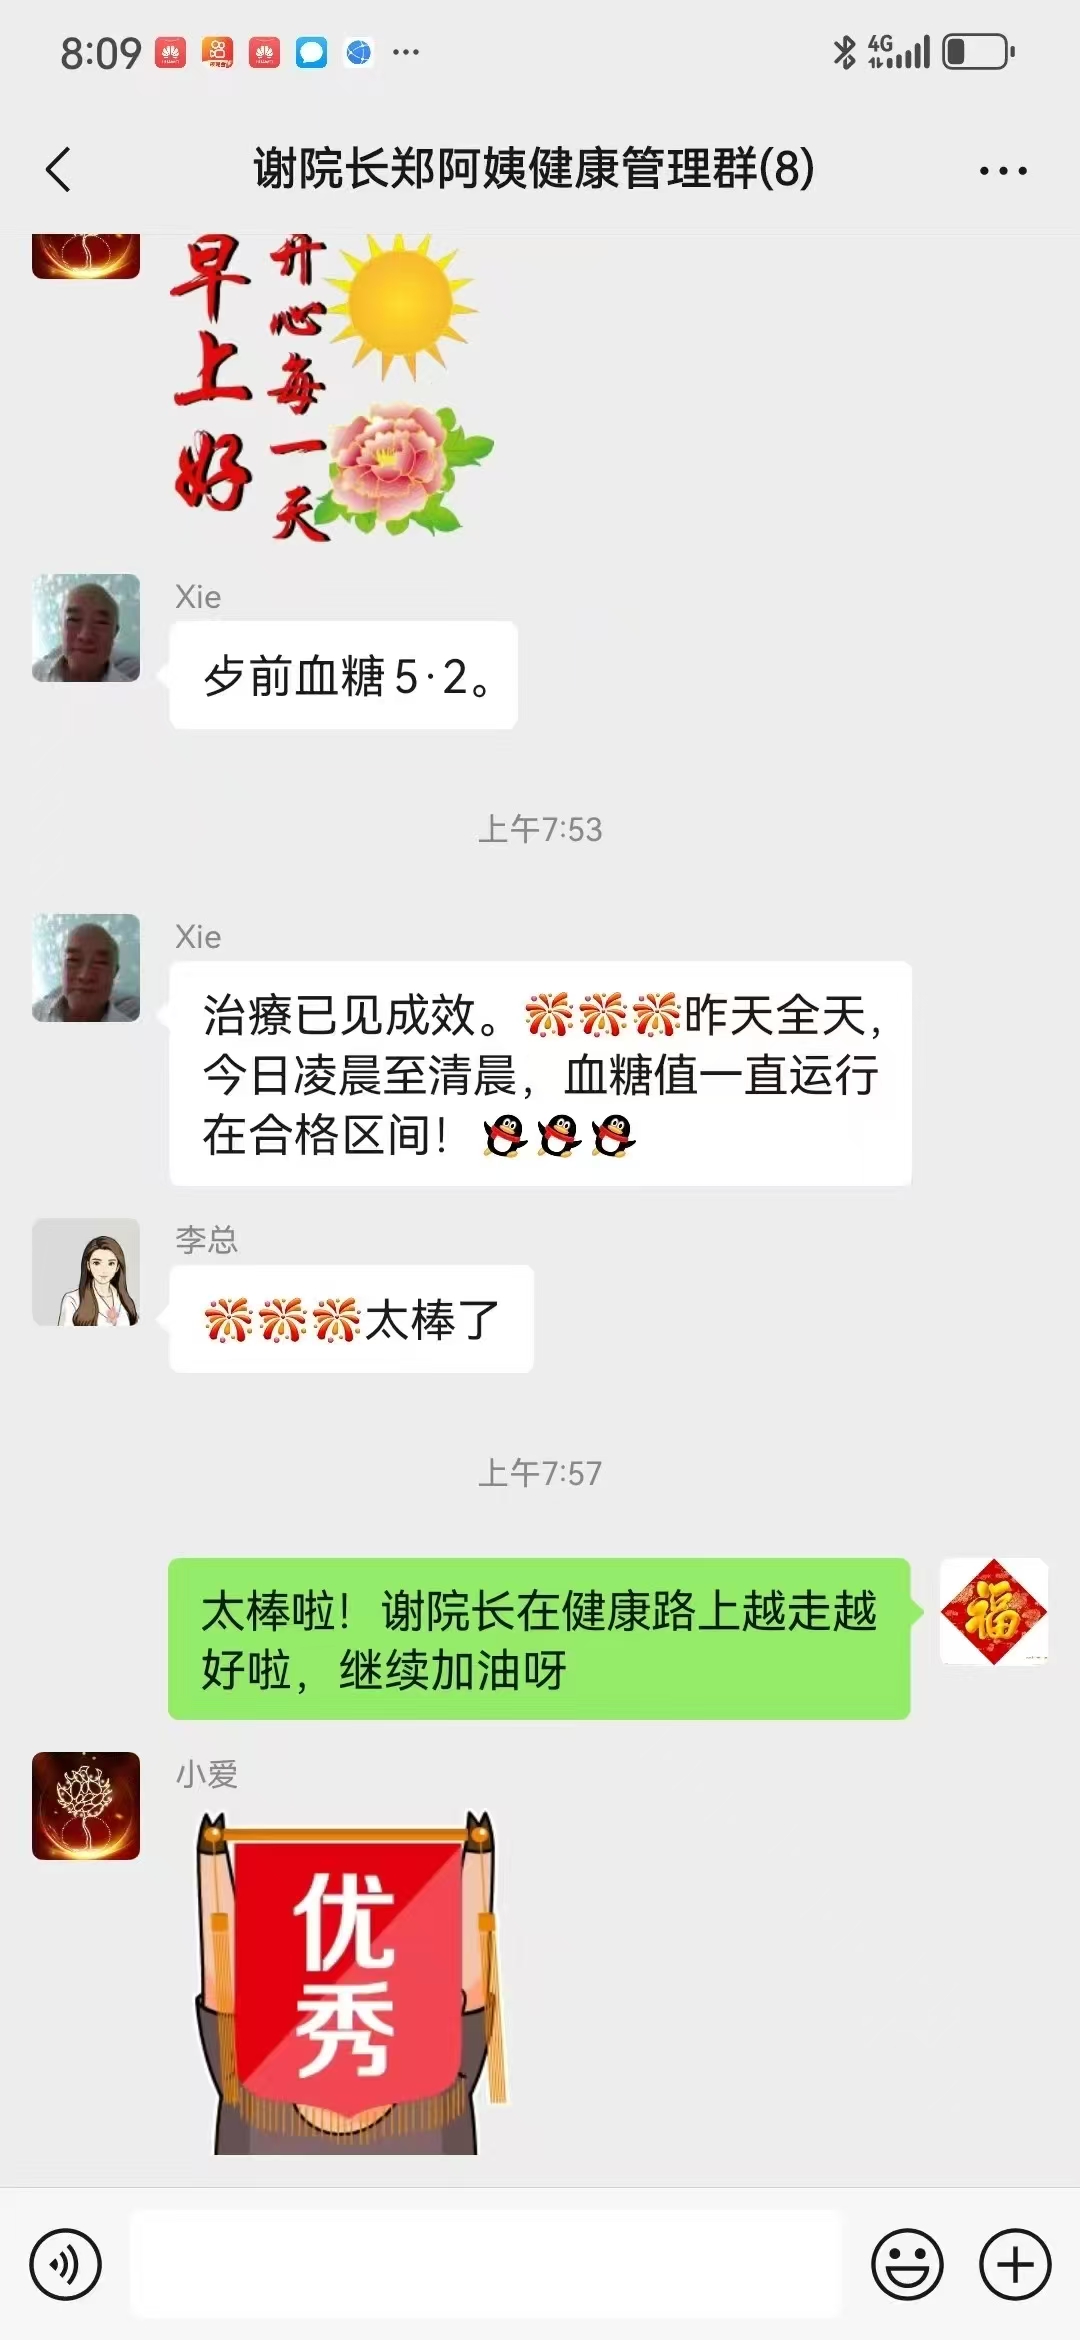 8:09
4G
谢院长郑阿姨健康管理群(8)
早上好
开心每一天
Xie
歺前血糖5·2。
上午7:53
Xie
治療已见成效。昨天全天,
今日凌晨至清晨，血糖值一直运行
在合格区间！
李总
太棒了
上午7:57
太棒啦！谢院长在健康路上越走越
好啦，继续加油呀
福
小爱
优
秀